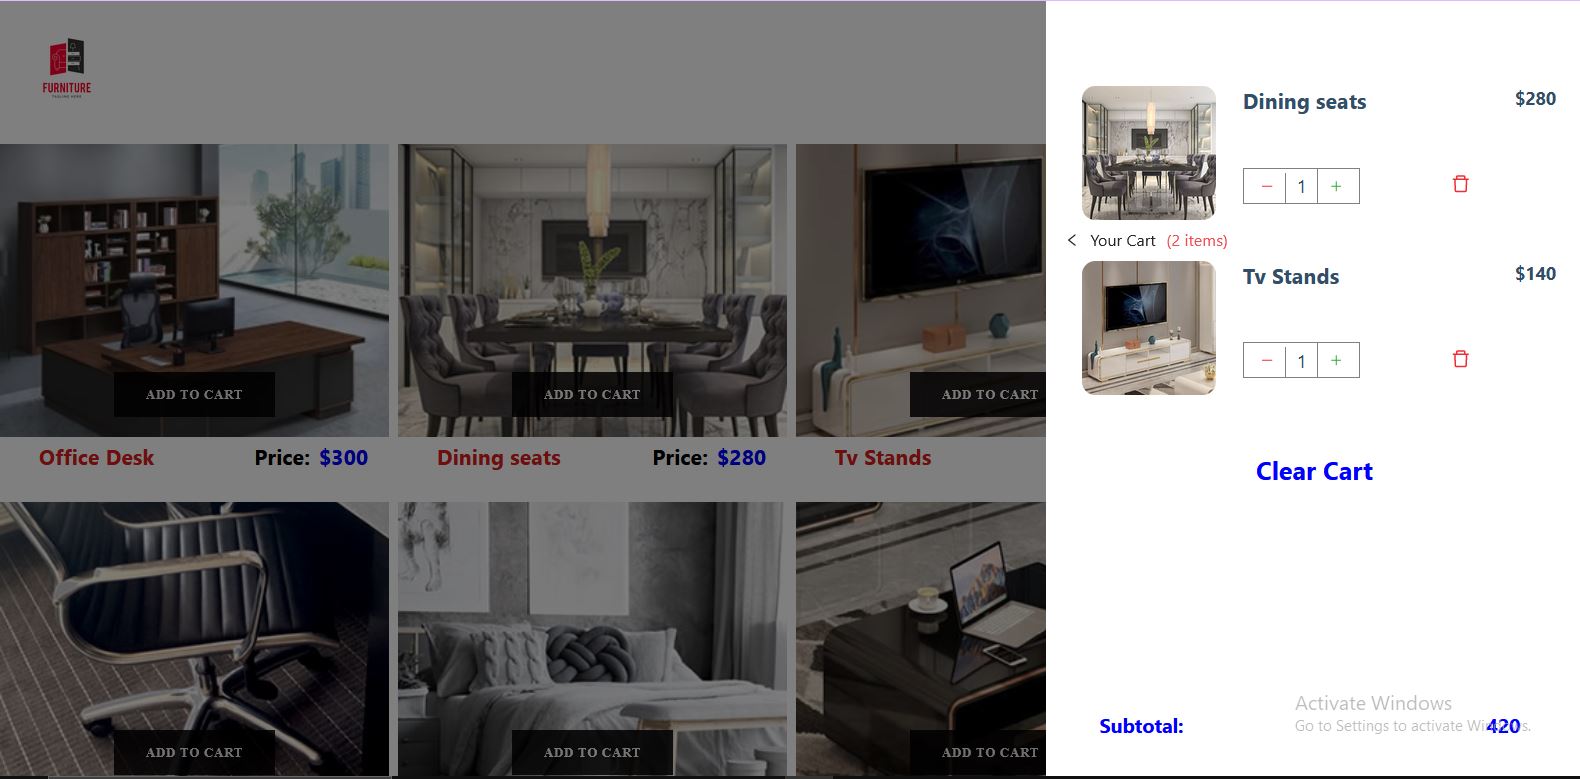 FURNITURE
ADD TO CART
ADD TO CART
ADD TO CART
Office Desk Price: $300
Dining seats Price: $280
Tv Stands
ADD TO CART
ADD TO CART
ADD TO CART
Dining seats $280
− 1 +
< Your Cart (2 items)
Tv Stands $140
− 1 +
Clear Cart
Activate Windows
Go to Settings to activate Windows.
Subtotal: 420